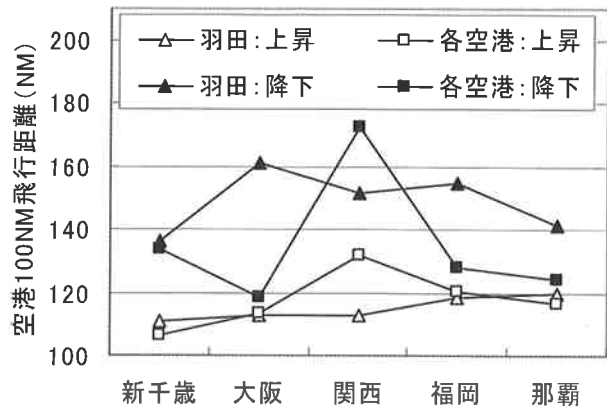 空港100NM飛行距離(NM)
200
180
160
140
120
100
羽田:上昇
各空港:上昇
羽田:降下
各空港:降下
新千歳
大阪
関西
福岡
那覇